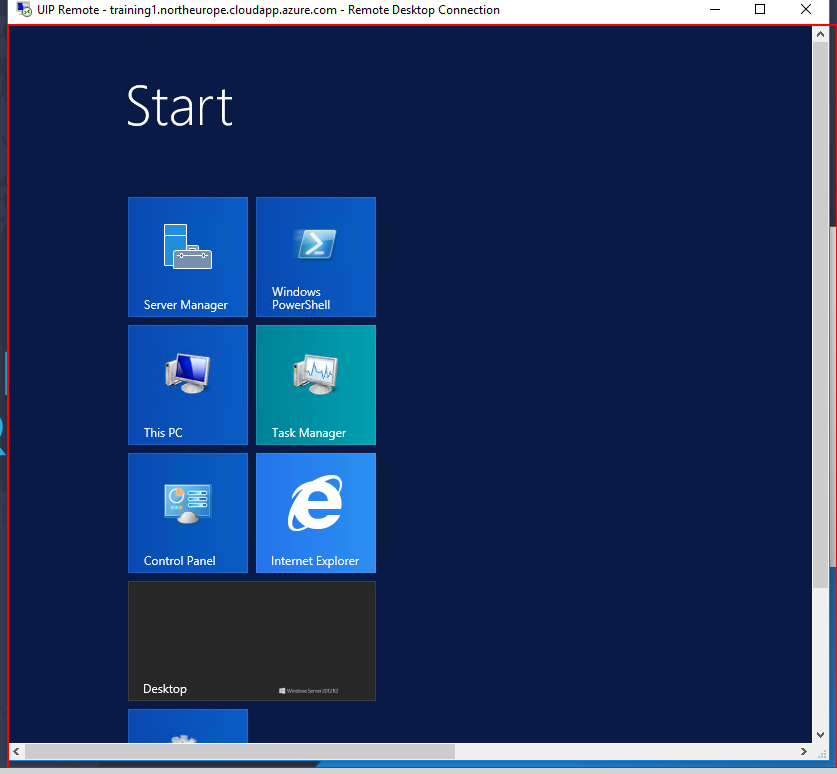 UIP Remote - training1.northeurope.cloudapp.azure.com - Remote Desktop Connection
Start
Server Manager
Windows
PowerShell
This PC
Task Manager
Control Panel
Internet Explorer
Desktop
Windows Server 2012 R2